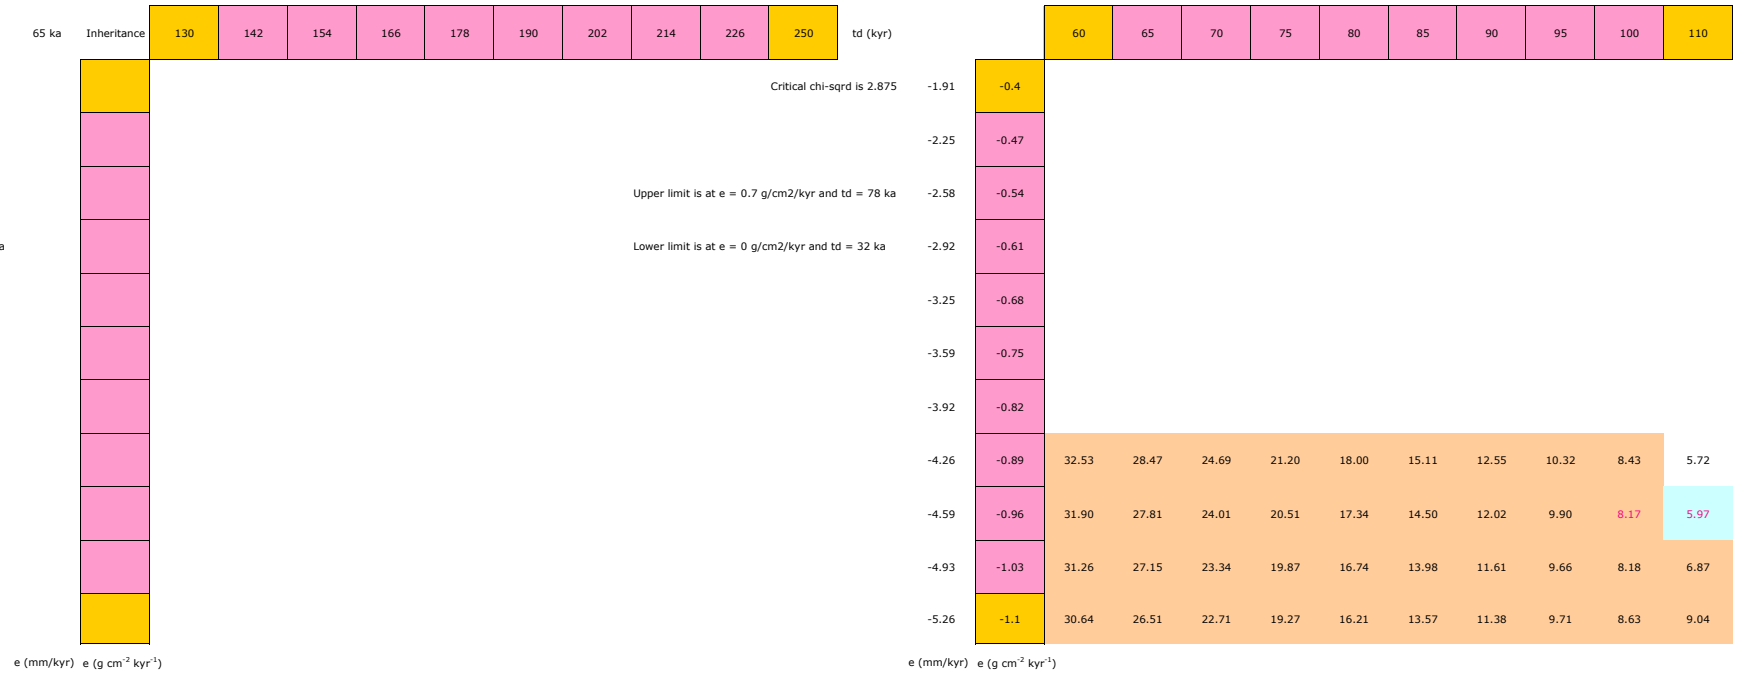 65 ka Inheritance 130 142 154 166 178 190 202 214 226 250 td (kyr) 60 65 70 75 80 85 90 95 100 110
Critical chi-sqrd is 2.875 -1.91 -0.4
-2.25 -0.47
Upper limit is at e = 0.7 g/cm2/kyr and td = 78 ka -2.58 -0.54
a Lower limit is at e = 0 g/cm2/kyr and td = 32 ka -2.92 -0.61
-3.25 -0.68
-3.59 -0.75
-3.92 -0.82
-4.26 -0.89 32.53 28.47 24.69 21.20 18.00 15.11 12.55 10.32 8.43 5.72
-4.59 -0.96 31.90 27.81 24.01 20.51 17.34 14.50 12.02 9.90 8.17 5.97
-4.93 -1.03 31.26 27.15 23.34 19.87 16.74 13.98 11.61 9.66 8.18 6.87
-5.26 -1.1 30.64 26.51 22.71 19.27 16.21 13.57 11.38 9.71 8.63 9.04
e (mm/kyr) e (g cm⁻² kyr⁻¹) e (mm/kyr) e (g cm⁻² kyr⁻¹)